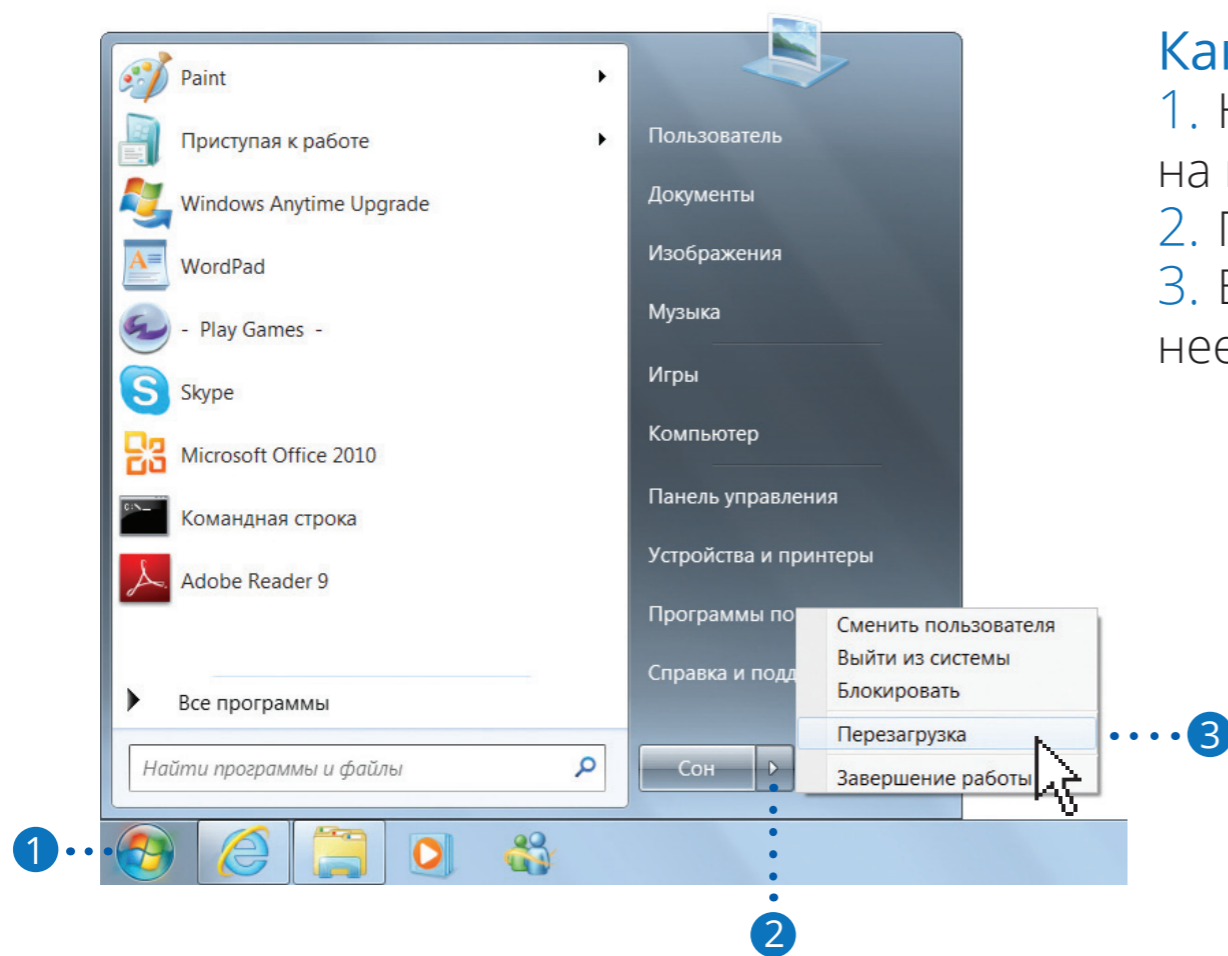 Paint
Приступая к работе
Windows Anytime Upgrade
WordPad
- Play Games -
Skype
Microsoft Office 2010
Командная строка
Adobe Reader 9
Все программы
Найти программы и файлы
Пользователь
Документы
Изображения
Музыка
Игры
Компьютер
Панель управления
Устройства и принтеры
Программы по
Справка и подд
Сон
Сменить пользователя
Выйти из системы
Блокировать
Перезагрузка
Завершение работы
1
2
3
1.
на
2.
3.
нее